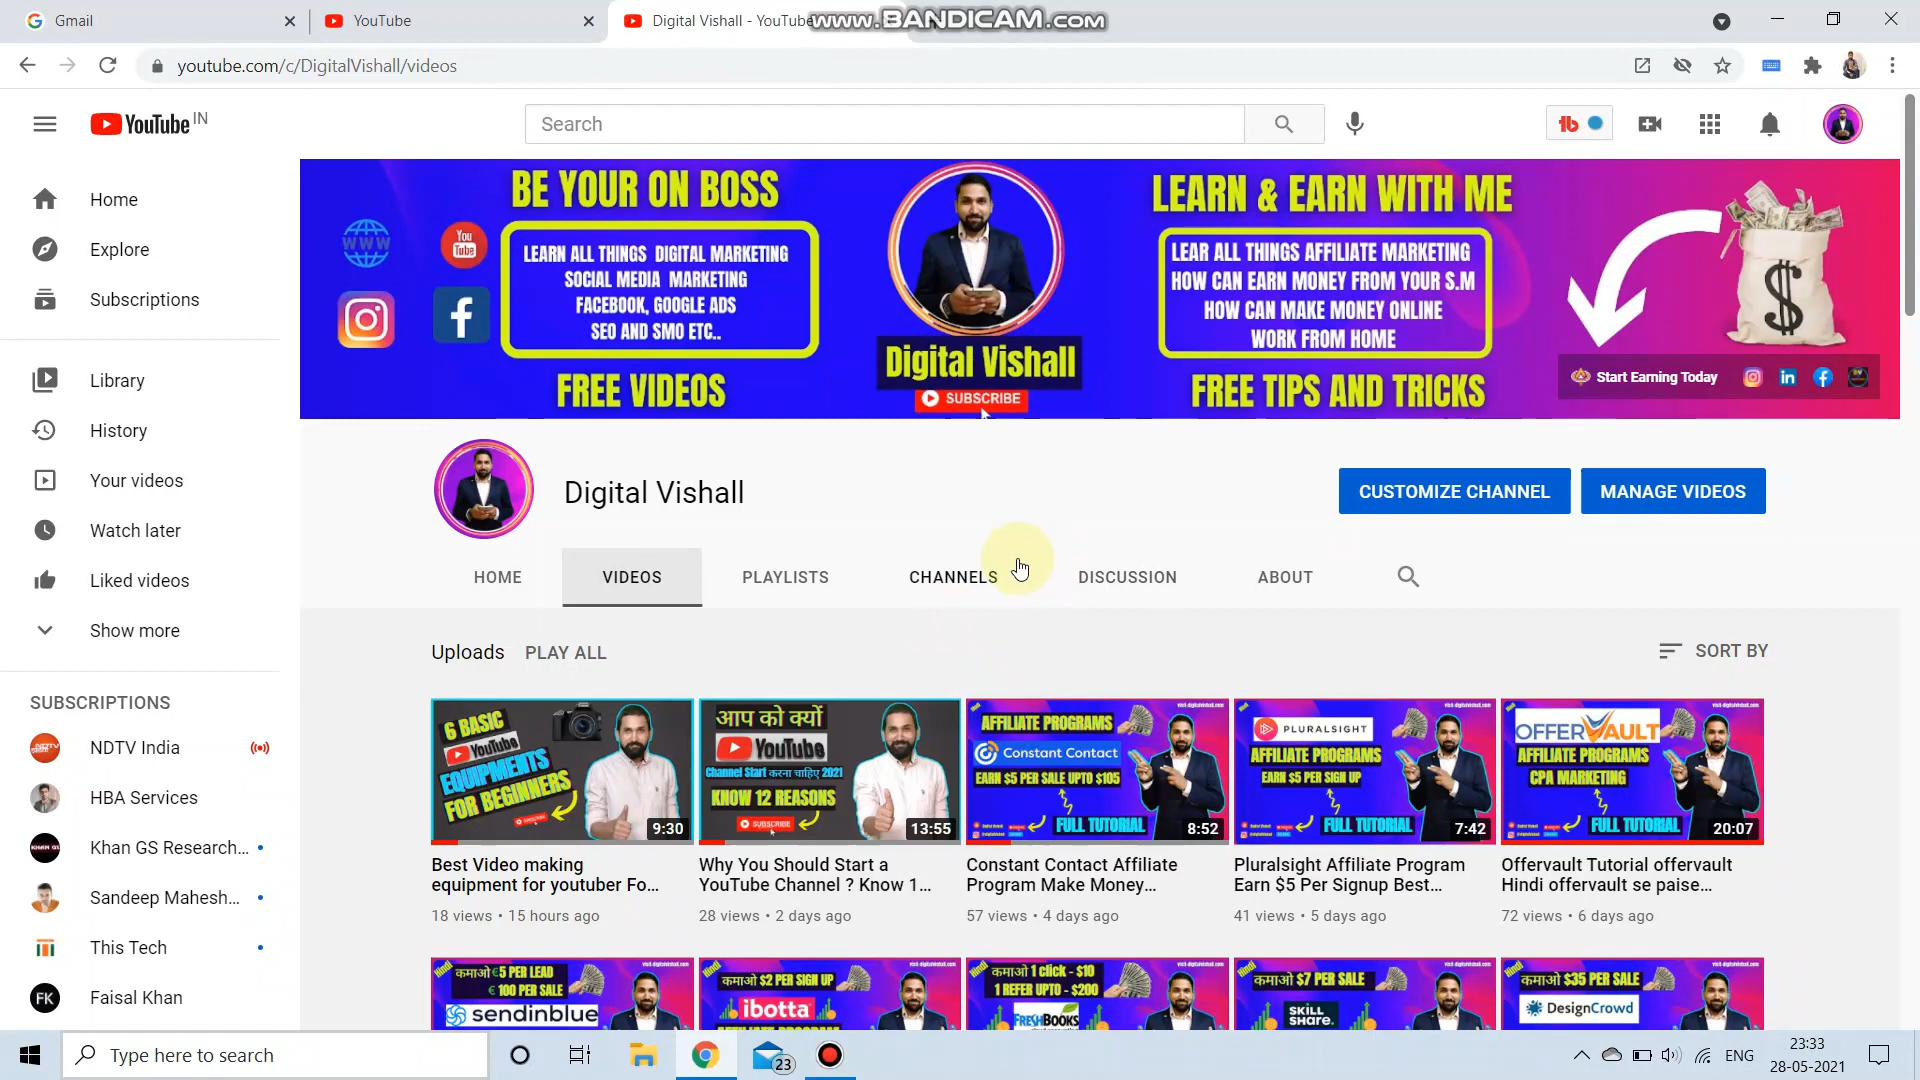 Gmail
YouTube
Digital Vishall - YouTube
www.BANDICAM.com
youtube.com/c/DigitalVishall/videos
YouTube IN
Search
Home
Explore
Subscriptions
Library
History
Your videos
Watch later
Liked videos
Show more
SUBSCRIPTIONS
NDTV India
HBA Services
Khan GS Research...
Sandeep Mahesh...
This Tech
FK
Faisal Khan
BE YOUR ON BOSS
WWW
You
Tube
LEARN ALL THINGS DIGITAL MARKETING
SOCIAL MEDIA MARKETING
FACEBOOK, GOOGLE ADS
SEO AND SMO ETC..
FREE VIDEOS
Digital Vishall
SUBSCRIBE
LEARN & EARN WITH ME
LEAR ALL THINGS AFFILIATE MARKETING
HOW CAN EARN MONEY FROM YOUR S.M
HOW CAN MAKE MONEY ONLINE
WORK FROM HOME
FREE TIPS AND TRICKS
$
Start Earning Today
Digital Vishall
CUSTOMIZE CHANNEL
MANAGE VIDEOS
HOME
VIDEOS
PLAYLISTS
CHANNELS
DISCUSSION
ABOUT
Uploads
PLAY ALL
SORT BY
6 BASIC
YouTube
EQUIPMENTS
FOR BEGINNERS
9:30
Best Video making
equipment for youtuber Fo...
18 views • 15 hours ago
आप को क्यों
YouTube
Channel Start करना चाहिए 2021
KNOW 12 REASONS
SUBSCRIBE
13:55
Why You Should Start a
YouTube Channel ? Know 1...
28 views • 2 days ago
AFFILIATE PROGRAMS
Constant Contact
EARN $5 PER SALE UPTO $105
FULL TUTORIAL
8:52
Constant Contact Affiliate
Program Make Money...
57 views • 4 days ago
PLURALSIGHT
AFFILIATE PROGRAMS
EARN $5 PER SIGN UP
FULL TUTORIAL
7:42
Pluralsight Affiliate Program
Earn $5 Per Signup Best...
41 views • 5 days ago
OFFERVAULT
AFFILIATE PROGRAMS
CPA MARKETING
FULL TUTORIAL
20:07
Offervault Tutorial offervault
Hindi offervault se paise...
72 views • 6 days ago
कमाओ €5 PER LEAD
€ 100 PER SALE
sendinblue
कमाओ $2 PER SIGN UP
ibotta
कमाओ 1 click - $10
1 REFER UPTO - $200
FRESHBOOKS
कमाओ $7 PER SALE
SKILL
SHARE.
कमाओ $35 PER SALE
DesignCrowd
Type here to search
23
ENG
23:33
28-05-2021